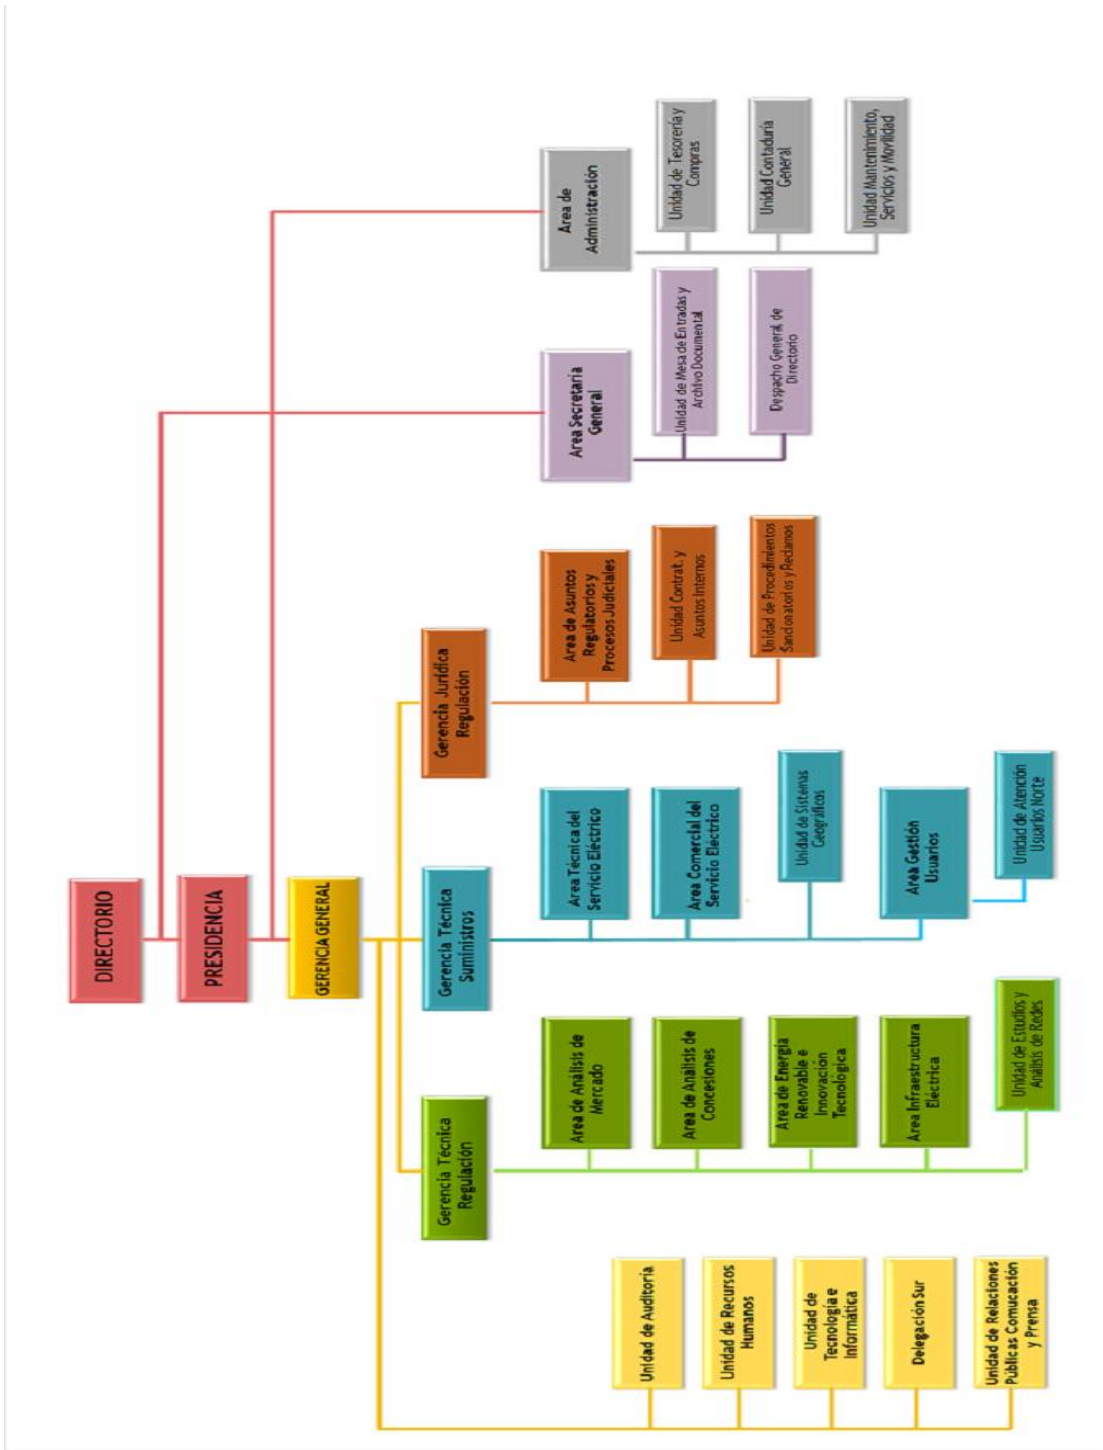 DIRECTORIO
PRESIDENCIA
GERENCIA GENERAL
Gerencia Técnica
Regulación
Gerencia Técnica
Suministros
Gerencia Jurídica
Regulación
Unidad de Auditoría
Unidad de Recursos
Humanos
Unidad de
Tecnología e
Informática
Delegación Sur
Unidad de Relaciones
Públicas Comucación
y Prensa
Area de Análisis de
Mercado
Area de Análisis de
Concesiones
Area de Energía
Renovable e
Innovación
Tecnologica
Area Infraestructura
Eléctrica
Unidad de Estudios y
Análisis de Redes
Area Técnica del
Servicio Eléctrico
Area Comercial del
Servicio Eléctrico
Unidad de Sistemas
Geográficos
Area Gestión
Usuarios
Unidad de Atención
Usuarios Norte
Area de Asuntos
Regulatorios y
Procesos Judiciales
Unidad Contrat. y
Asuntos Internos
Unidad de Procedimientos
Sancionatorios y Reclamos
Area Secretaria
General
Unidad de Mesa de Entradas y
Archivo Documental
Despacho General de
Directorio
Area de
Administración
Unidad de Tesorería y
Compras
Unidad Contaduría
General
Unidad Mantenimiento,
Servicios y Movilidad